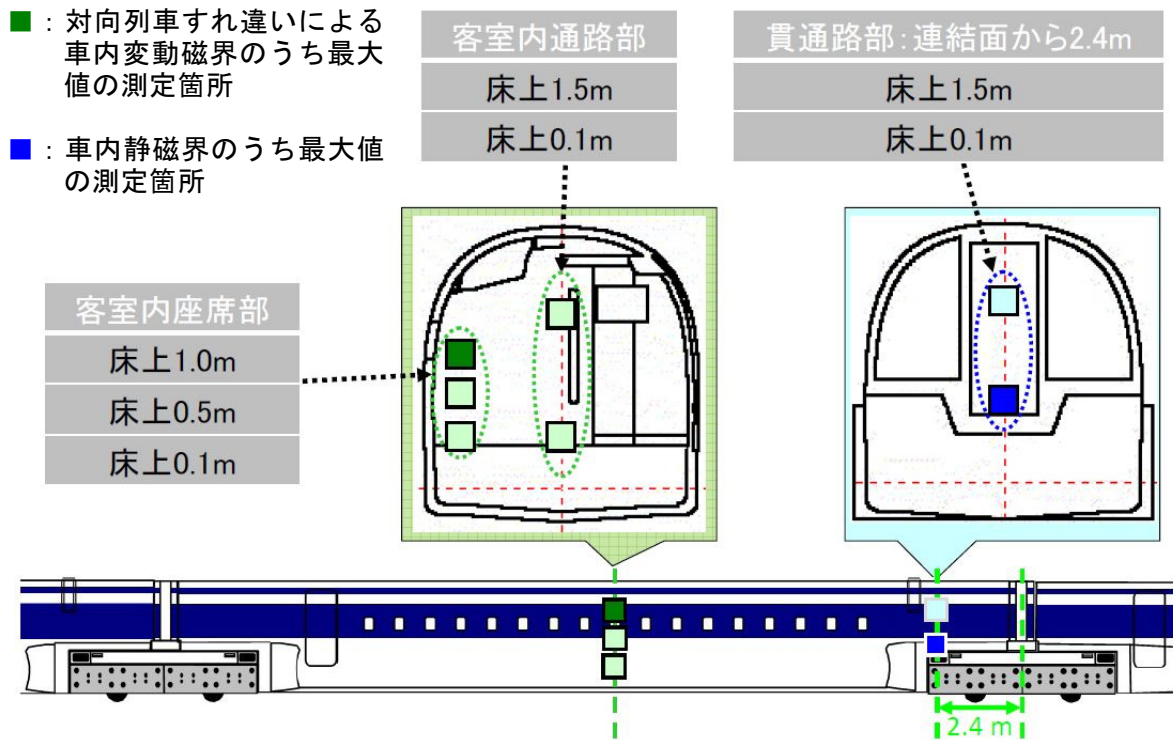 ■：対向列車すれ違いによる
車内変動磁界のうち最大
値の測定箇所
■：車内静磁界のうち最大値
の測定箇所
客室内通路部
床上1.5m
床上0.1m
貫通路部：連結面から2.4m
床上1.5m
床上0.1m
客室内座席部
床上1.0m
床上0.5m
床上0.1m
2.4 m